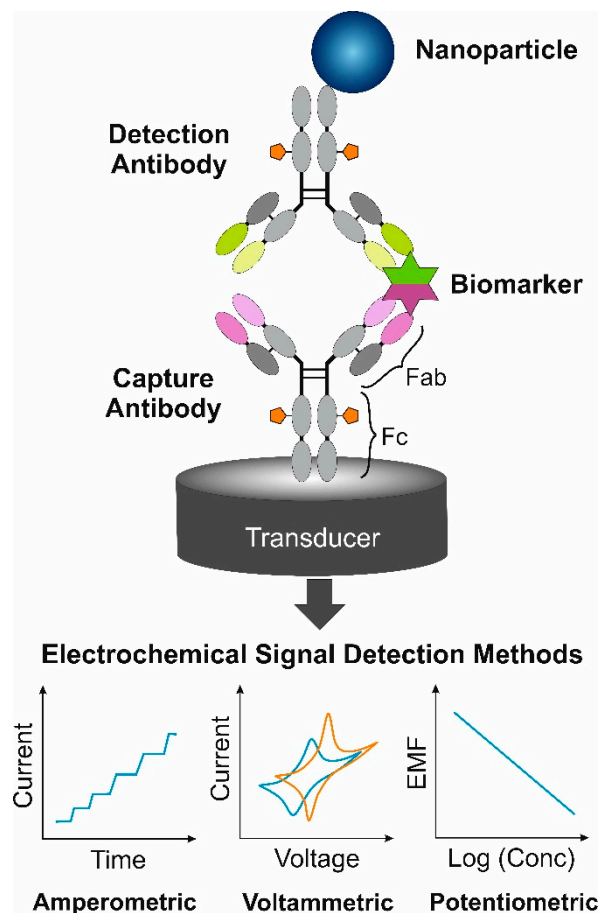 Nanoparticle
Detection
Antibody
Biomarker
Capture
Antibody
Fab
Fc
Transducer
Electrochemical Signal Detection Methods
Current
Time
Amperometric
Current
Voltage
Voltammetric
EMF
Log (Conc)
Potentiometric